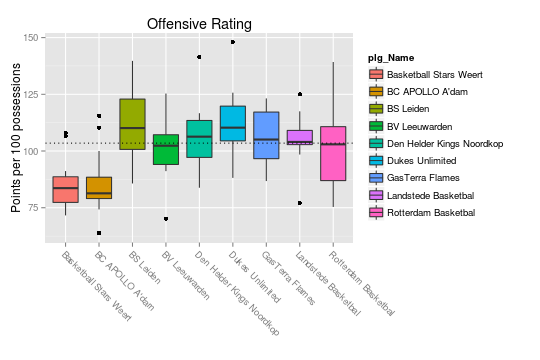 Offensive Rating
Points per 100 possessions
150
125
100
75
Basketball Stars Weert
BC APOLLO A'dam
BS Leiden
BV Leeuwarden
Den Helder Kings Noordkop
Dukes Unlimited
GasTerra Flames
Landstede Basketbal
Rotterdam Basketbal
plg_Name
Basketball Stars Weert
BC APOLLO A'dam
BS Leiden
BV Leeuwarden
Den Helder Kings Noordkop
Dukes Unlimited
GasTerra Flames
Landstede Basketbal
Rotterdam Basketbal